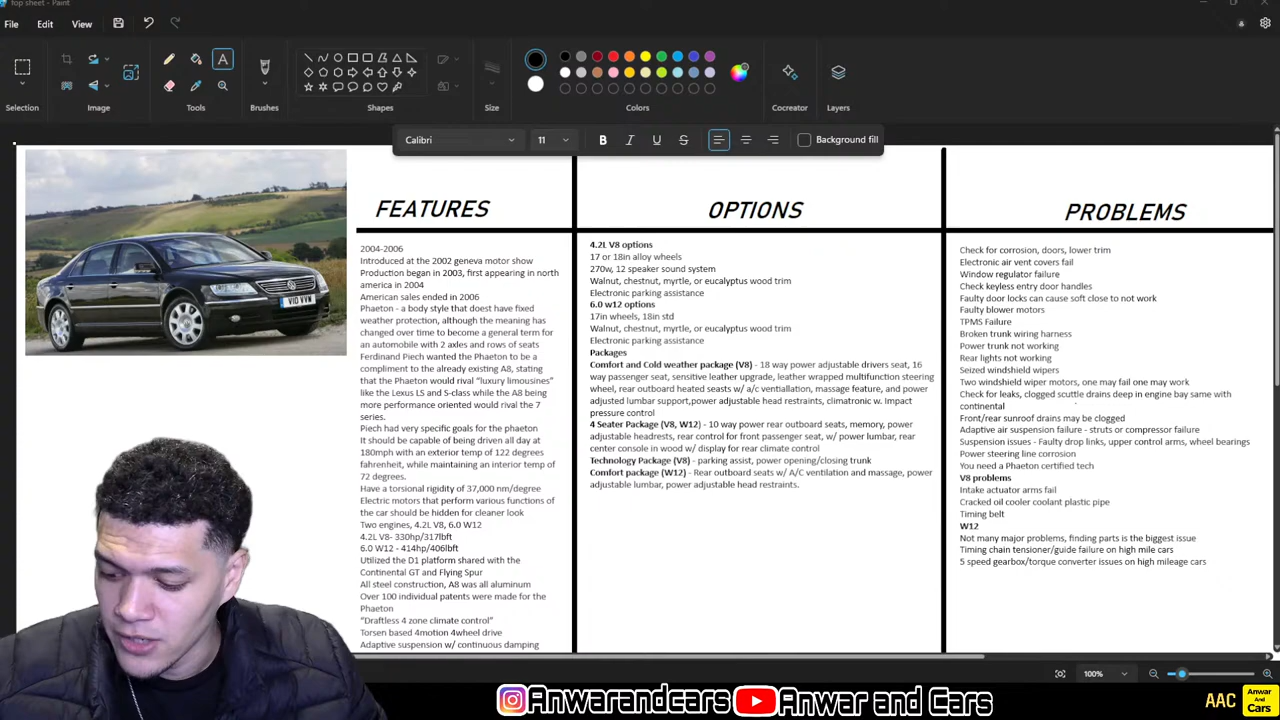 Top sheet - Paint
File Edit View
Selection Image Tools Brushes Shapes Size Colors Cocreator Layers
Calibri 11 B I U S Background fill
FEATURES
2004-2006
Introduced at the 2002 geneva motor show
Production began in 2003, first appearing in north
america in 2004
American sales ended in 2006
Phaeton - a body style that doest have fixed
weather protection, although the meaning has
changed over time to become a general term for
an automobile with 2 axles and rows of seats
Ferdinand Piech wanted the Phaeton to be a
compliment to the already existing A8, stating
that the Phaeton would rival "luxury limousines"
like the Lexus LS and S-class while the A8 being
more performance oriented would rival the 7
series.
Piech had very specific goals for the phaeton
It should be capable of being driven all day at
180mph with an exterior temp of 122 degrees
fahrenheit, while maintaining an interior temp of
72 degrees.
Have a torsional rigidity of 37,000 nm/degree
Electric motors that perform various functions of
the car should be hidden for cleaner look
Two engines, 4.2L V8, 6.0 W12
4.2L V8- 330hp/317lbft
6.0 W12 - 414hp/406lbft
Utilized the D1 platform shared with the
Continental GT and Flying Spur
All steel construction, A8 was all aluminum
Over 100 individual patents were made for the
Phaeton
"Draftless 4 zone climate control"
Torsen based 4motion 4wheel drive
Adaptive suspension w/ continuous damping
OPTIONS
4.2L V8 options
17 or 18in alloy wheels
270w, 12 speaker sound system
Walnut, chestnut, myrtle, or eucalyptus wood trim
Electronic parking assistance
6.0 w12 options
17in wheels, 18in std
Walnut, chestnut, myrtle, or eucalyptus wood trim
Electronic parking assistance
Packages
Comfort and Cold weather package (V8) - 18 way power adjustable drivers seat, 16
way passenger seat, sensitive leather upgrade, leather wrapped multifunction steering
wheel, rear outboard heated seasts w/ a/c ventiallation, massage feature, and power
adjusted lumbar support,power adjustable head restraints, climatronic w. Impact
pressure control
4 Seater Package (V8, W12) - 10 way power rear outboard seats, memory, power
adjustable headrests, rear control for front passenger seat, w/ power lumbar, rear
center console in wood w/ display for rear climate control
Technology Package (V8) - parking assist, power opening/closing trunk
Comfort package (W12) - Rear outboard seats w/ A/C ventilation and massage, power
adjustable lumbar, power adjustable head restraints.
PROBLEMS
Check for corrosion, doors, lower trim
Electronic air vent covers fail
Window regulator failure
Check keyless entry door handles
Faulty door locks can cause soft close to not work
Faulty blower motors
TPMS Failure
Broken trunk wiring harness
Power trunk not working
Rear lights not working
Seized windshield wipers
Two windshield wiper motors, one may fail one may work
Check for leaks, clogged scuttle drains deep in engine bay same with
continental
Front/rear sunroof drains may be clogged
Adaptive air suspension failure - struts or compressor failure
Suspension issues - Faulty drop links, upper control arms, wheel bearings
Power steering line corrosion
You need a Phaeton certified tech
V8 problems
Intake actuator arms fail
Cracked oil cooler coolant plastic pipe
Timing belt
W12
Not many major problems, finding parts is the biggest issue
Timing chain tensioner/guide failure on high mile cars
5 speed gearbox/torque converter issues on high mileage cars
V10 VVW
100%
@Anwarandcars Anwar and Cars
AAC
Anwar
And
Cars